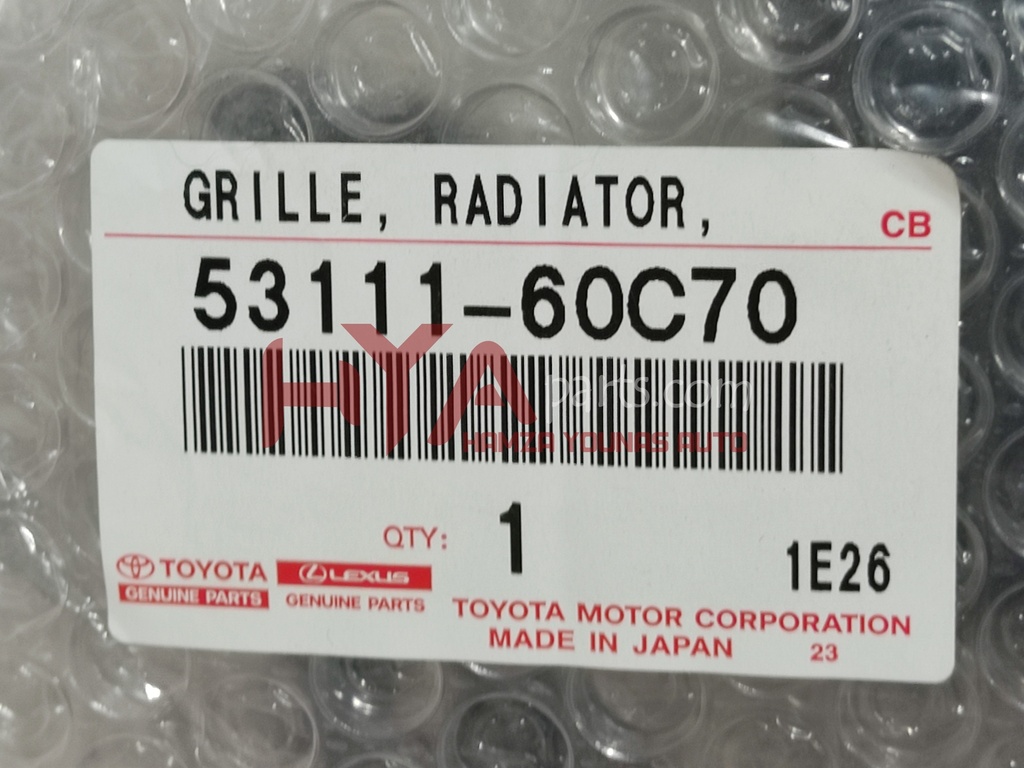 GRILLE, RADIATOR,
CB
53111-60C70
HYA parts.com
HAMZA YOUNAS AUTO
QTY: 1
1E26
TOYOTA
GENUINE PARTS
LEXUS
GENUINE PARTS
TOYOTA MOTOR CORPORATION
MADE IN JAPAN
23